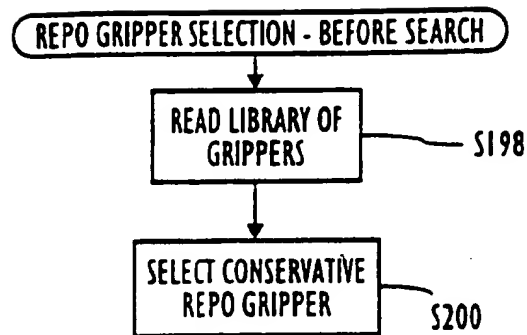 REPO GRIPPER SELECTION - BEFORE SEARCH
READ LIBRARY OF
GRIPPERS
S198
SELECT CONSERVATIVE
REPO GRIPPER
S200